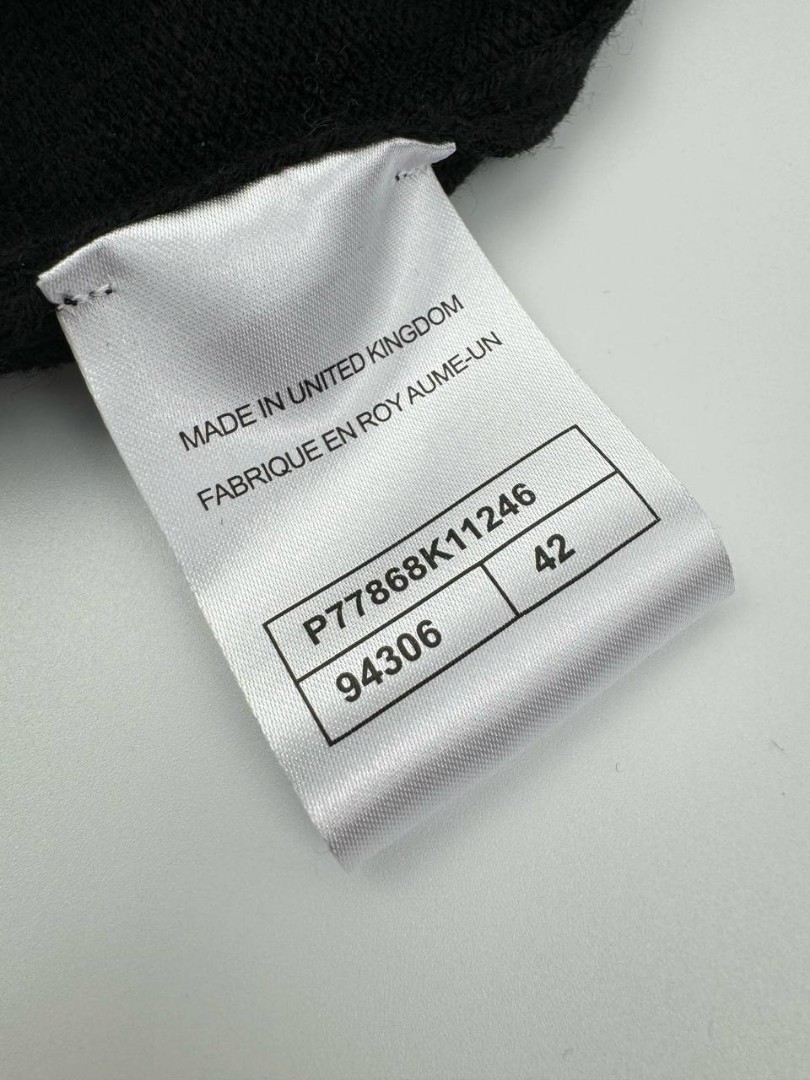 MADE IN UNITED KINGDOM
FABRIQUE EN ROY AUME-UN
P77868K11246
94306 42